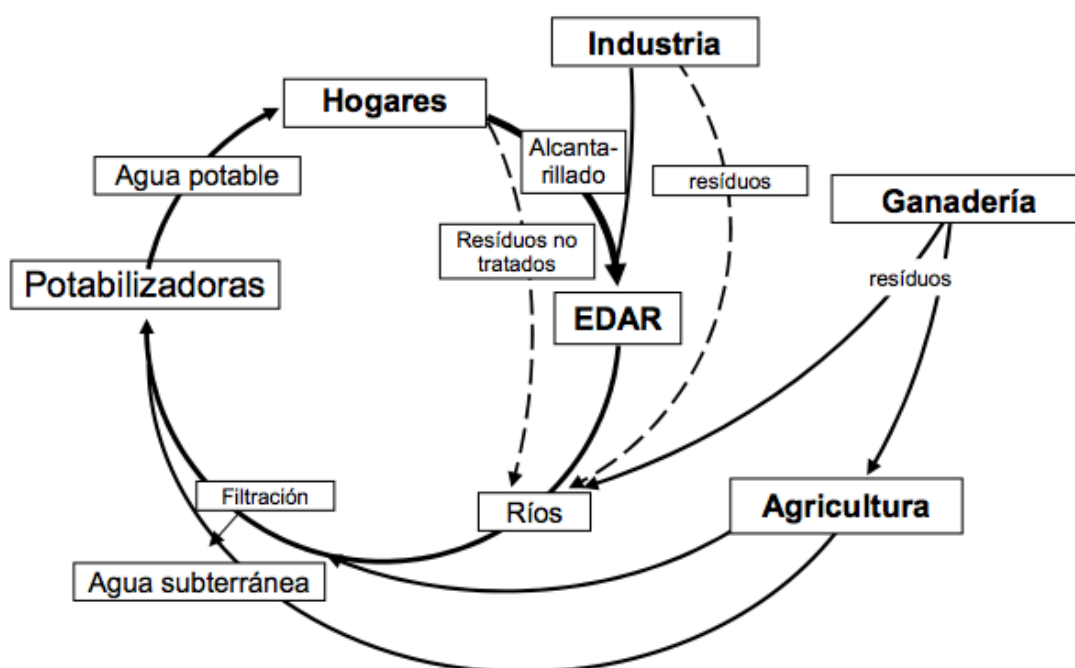 Industria
Hogares
Alcanta-
rillado
Agua potable
resíduos
Ganadería
Resíduos no
tratados
Potabilizadoras
resíduos
EDAR
Filtración
Ríos
Agricultura
Agua subterránea